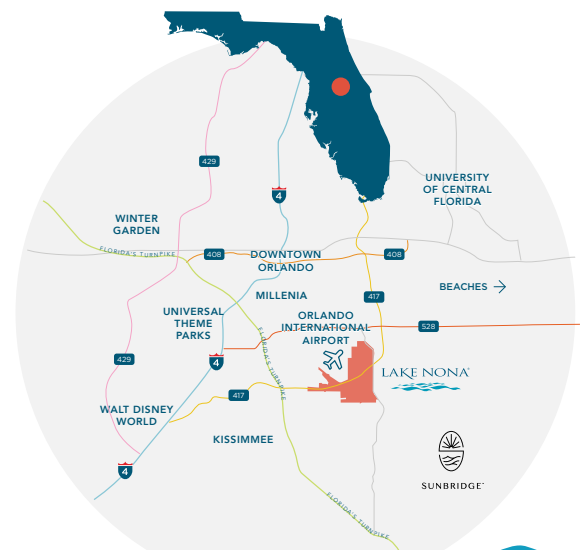 429
4
UNIVERSITY
OF CENTRAL
FLORIDA
WINTER
GARDEN
FLORIDA'S TURNPIKE
408
DOWNTOWN
ORLANDO
408
BEACHES
MILLENIA
417
UNIVERSAL
THEME
PARKS
ORLANDO
INTERNATIONAL
AIRPORT
528
FLORIDA'S TURNPIKE
429
4
LAKE NONA
417
WALT DISNEY
WORLD
KISSIMMEE
4
SUNBRIDGE
FLORIDA'S TURNPIKE